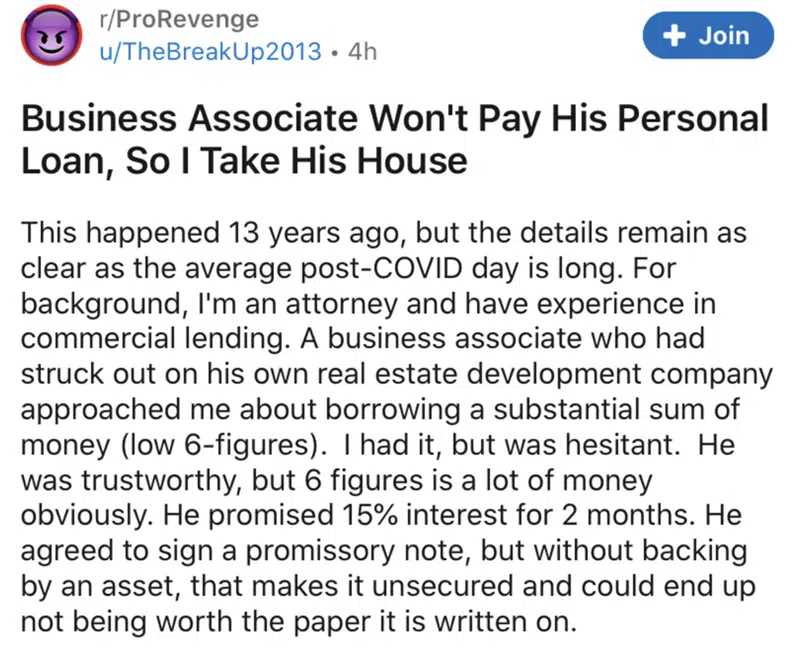 r/ProRevenge
u/TheBreakUp2013 • 4h
+ Join
Business Associate Won't Pay His Personal
Loan, So I Take His House
This happened 13 years ago, but the details remain as
clear as the average post-COVID day is long. For
background, I'm an attorney and have experience in
commercial lending. A business associate who had
struck out on his own real estate development company
approached me about borrowing a substantial sum of
money (low 6-figures).  I had it, but was hesitant.  He
was trustworthy, but 6 figures is a lot of money
obviously. He promised 15% interest for 2 months. He
agreed to sign a promissory note, but without backing
by an asset, that makes it unsecured and could end up
not being worth the paper it is written on.